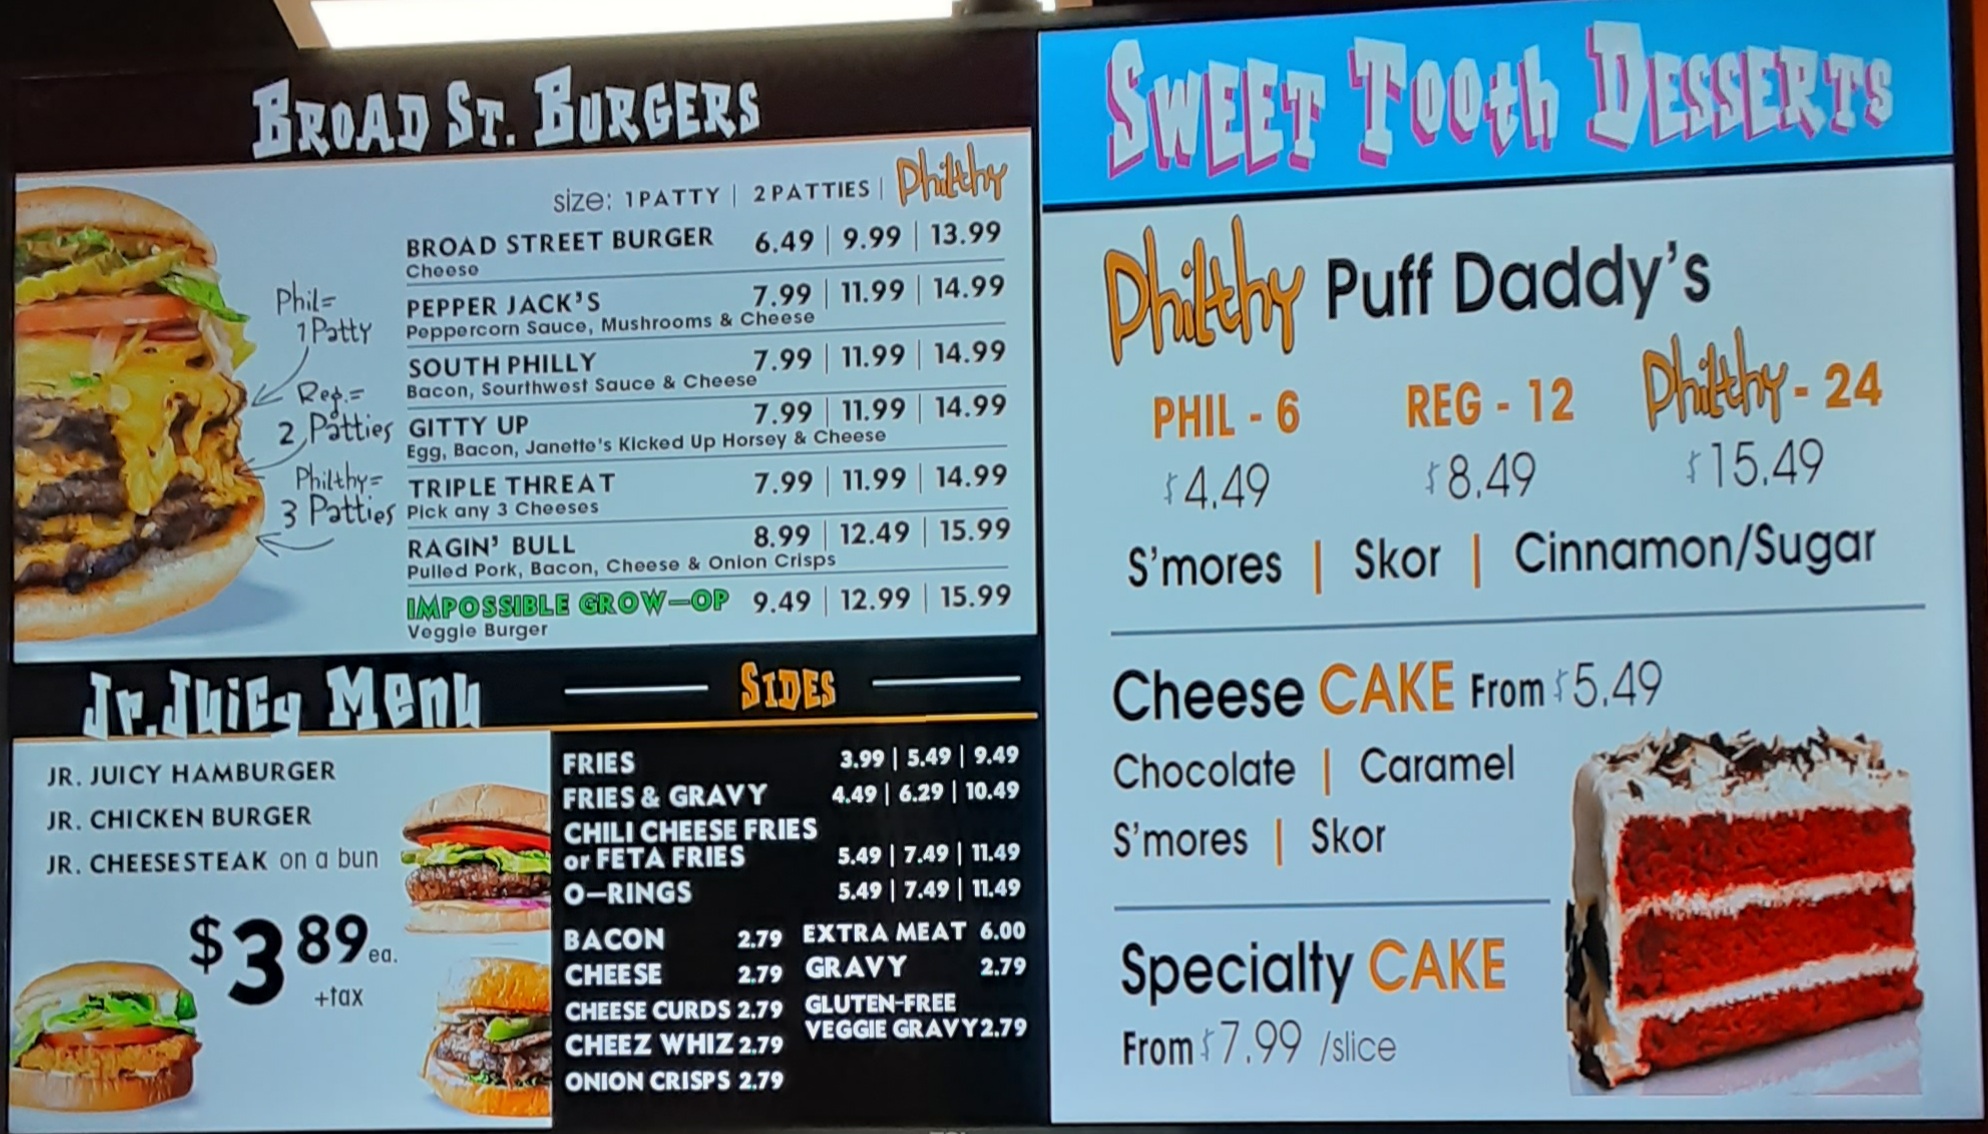 BROAD ST. BURGERS
size: 1 PATTY | 2 PATTIES | Philthy
BROAD STREET BURGER 6.49 | 9.99 | 13.99
Cheese
PEPPER JACK'S 7.99 | 11.99 | 14.99
Peppercorn Sauce, Mushrooms & Cheese
SOUTH PHILLY 7.99 | 11.99 | 14.99
Bacon, Sourthwest Sauce & Cheese
GITTY UP 7.99 | 11.99 | 14.99
Egg, Bacon, Janette's Kicked Up Horsey & Cheese
TRIPLE THREAT 7.99 | 11.99 | 14.99
Pick any 3 Cheeses
RAGIN' BULL 8.99 | 12.49 | 15.99
Pulled Pork, Bacon, Cheese & Onion Crisps
IMPOSSIBLE GROW-OP 9.49 | 12.99 | 15.99
Veggie Burger
Phil=
1 Patty
Reg.=
2 Patties
Philthy=
3 Patties
Jr. Juicy Menu
JR. JUICY HAMBURGER
JR. CHICKEN BURGER
JR. CHEESESTEAK on a bun
$3 89 ea.
+tax
SIDES
FRIES 3.99 | 5.49 | 9.49
FRIES & GRAVY 4.49 | 6.29 | 10.49
CHILI CHEESE FRIES
or FETA FRIES 5.49 | 7.49 | 11.49
O-RINGS 5.49 | 7.49 | 11.49
BACON 2.79
CHEESE 2.79
CHEESE CURDS 2.79
CHEEZ WHIZ 2.79
ONION CRISPS 2.79
EXTRA MEAT 6.00
GRAVY 2.79
GLUTEN-FREE
VEGGIE GRAVY 2.79
SWEET TOOth DESSERTS
Philthy Puff Daddy's
PHIL - 6 REG - 12 Philthy - 24
$4.49 $8.49 $15.49
S'mores | Skor | Cinnamon/Sugar
Cheese CAKE From $5.49
Chocolate | Caramel
S'mores | Skor
Specialty CAKE
From $7.99 /slice